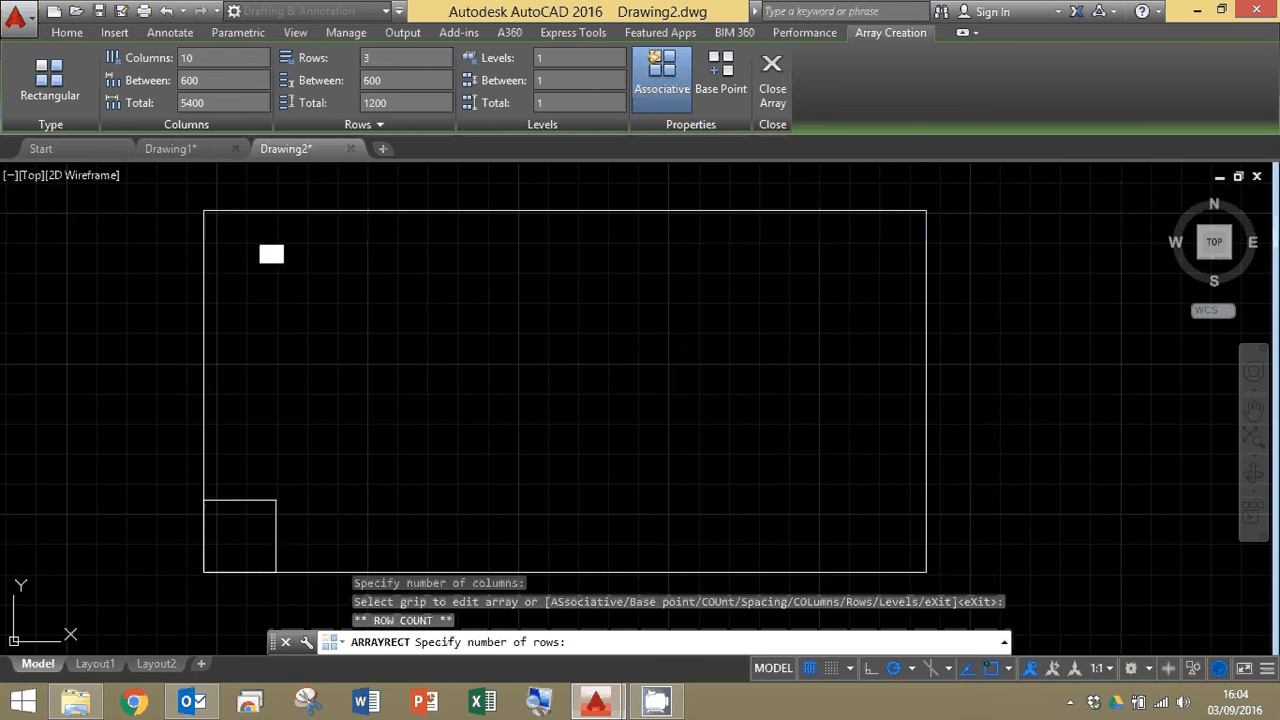 Drafting & Annotation Autodesk AutoCAD 2016 Drawing2.dwg Type a keyword or phrase Sign In
Home Insert Annotate Parametric View Manage Output Add-ins A360 Express Tools Featured Apps BIM 360 Performance Array Creation
Columns: 10 Rows: 3 Levels: 1
Between: 600 Between: 600 Between: 1
Total: 5400 Total: 1200 Total: 1
Rectangular Associative Base Point Close Array
Type Columns Rows Levels Properties Close
Start Drawing1* Drawing2*
[−][Top][2D Wireframe]
N
W TOP E
S
WCS
Y
X
Specify number of columns:
Select grip to edit array or [ASsociative/Base point/COUnt/Spacing/COLumns/Rows/Levels/eXit]<eXit>:
** ROW COUNT **
ARRAYRECT Specify number of rows:
Model Layout1 Layout2 MODEL 1:1
16:04
03/09/2016